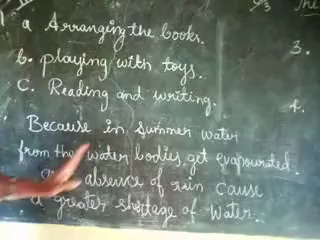 a Arranging the books.
b. playing with toys.
C. Reading and writing.
Because in summer water
from the water bodies get evapourated.
absence of rain cause
a greater shortage of water.
3.
4.